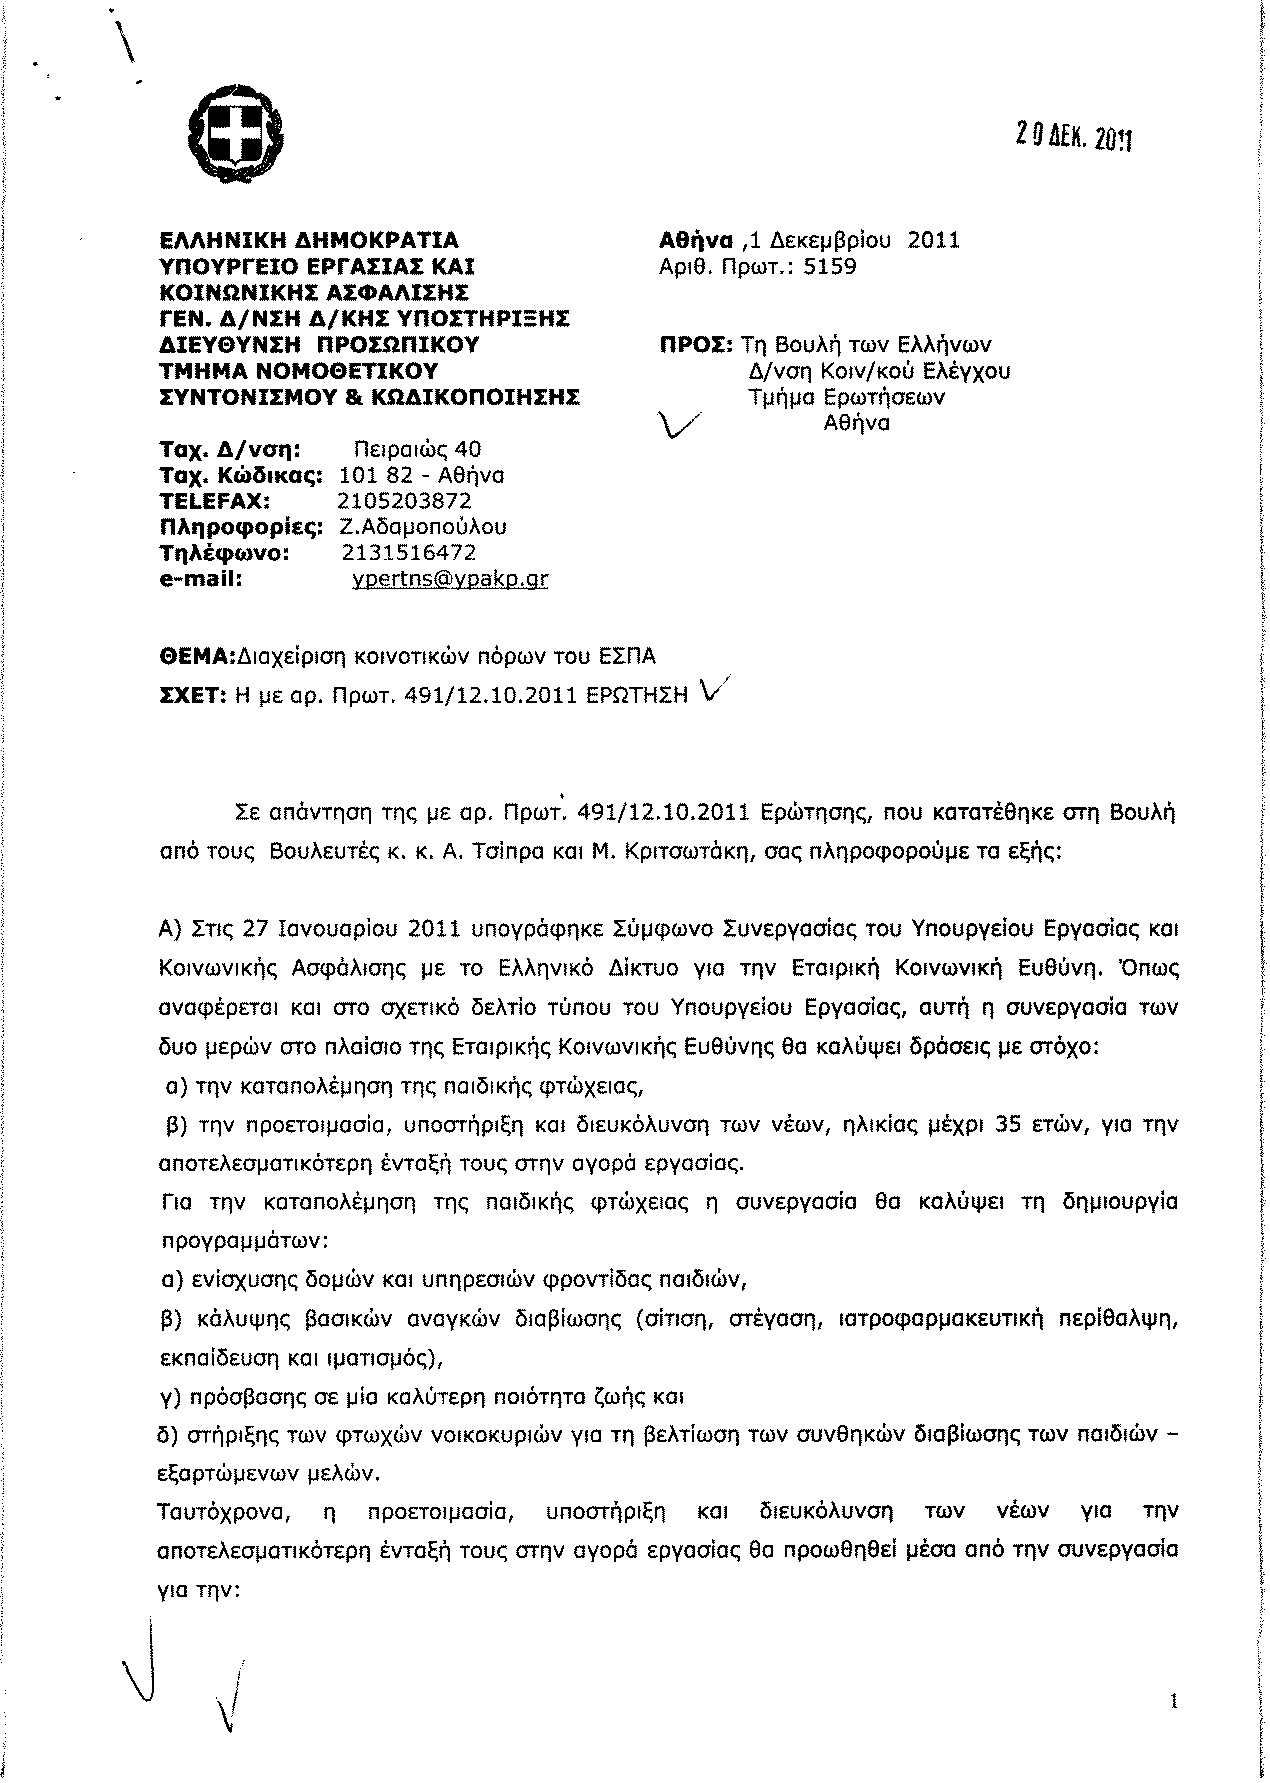 20 ΔΕΚ. 2011
ΕΛΛΗΝΙΚΗ ΔΗΜΟΚΡΑΤΙΑ
ΥΠΟΥΡΓΕΙΟ ΕΡΓΑΣΙΑΣ ΚΑΙ
ΚΟΙΝΩΝΙΚΗΣ ΑΣΦΑΛΙΣΗΣ
ΓΕΝ. Δ/ΝΣΗ Δ/ΚΗΣ ΥΠΟΣΤΗΡΙΞΗΣ
ΔΙΕΥΘΥΝΣΗ ΠΡΟΣΩΠΙΚΟΥ
ΤΜΗΜΑ ΝΟΜΟΘΕΤΙΚΟΥ
ΣΥΝΤΟΝΙΣΜΟΥ & ΚΩΔΙΚΟΠΟΙΗΣΗΣ
Ταχ. Δ/νση: Πειραιώς 40
Ταχ. Κώδικας: 101 82 - Αθήνα
TELEFAX: 2105203872
Πληροφορίες: Ζ.Αδαμοπούλου
Τηλέφωνο: 2131516472
e-mail: ypertns@ypakp.gr
Αθήνα ,1 Δεκεμβρίου 2011
Αριθ. Πρωτ.: 5159
ΠΡΟΣ: Τη Βουλή των Ελλήνων
Δ/νση Κοιν/κού Ελέγχου
Τμήμα Ερωτήσεων
Αθήνα
ΘΕΜΑ:Διαχείριση κοινοτικών πόρων του ΕΣΠΑ
ΣΧΕΤ: Η με αρ. Πρωτ. 491/12.10.2011 ΕΡΩΤΗΣΗ
Σε απάντηση της με αρ. Πρωτ. 491/12.10.2011 Ερώτησης, που κατατέθηκε στη Βουλή
από τους Βουλευτές κ. κ. Α. Τσίπρα και Μ. Κριτσωτάκη, σας πληροφορούμε τα εξής:
Α) Στις 27 Ιανουαρίου 2011 υπογράφηκε Σύμφωνο Συνεργασίας του Υπουργείου Εργασίας και
Κοινωνικής Ασφάλισης με το Ελληνικό Δίκτυο για την Εταιρική Κοινωνική Ευθύνη. Όπως
αναφέρεται και στο σχετικό δελτίο τύπου του Υπουργείου Εργασίας, αυτή η συνεργασία των
δυο μερών στο πλαίσιο της Εταιρικής Κοινωνικής Ευθύνης θα καλύψει δράσεις με στόχο:
α) την καταπολέμηση της παιδικής φτώχειας,
β) την προετοιμασία, υποστήριξη και διευκόλυνση των νέων, ηλικίας μέχρι 35 ετών, για την
αποτελεσματικότερη ένταξή τους στην αγορά εργασίας.
Για την καταπολέμηση της παιδικής φτώχειας η συνεργασία θα καλύψει τη δημιουργία
προγραμμάτων:
α) ενίσχυσης δομών και υπηρεσιών φροντίδας παιδιών,
β) κάλυψης βασικών αναγκών διαβίωσης (σίτιση, στέγαση, ιατροφαρμακευτική περίθαλψη,
εκπαίδευση και ιματισμός),
γ) πρόσβασης σε μία καλύτερη ποιότητα ζωής και
δ) στήριξης των φτωχών νοικοκυριών για τη βελτίωση των συνθηκών διαβίωσης των παιδιών –
εξαρτώμενων μελών.
Ταυτόχρονα, η προετοιμασία, υποστήριξη και διευκόλυνση των νέων για την
αποτελεσματικότερη ένταξή τους στην αγορά εργασίας θα προωθηθεί μέσα από την συνεργασία
για την:
1